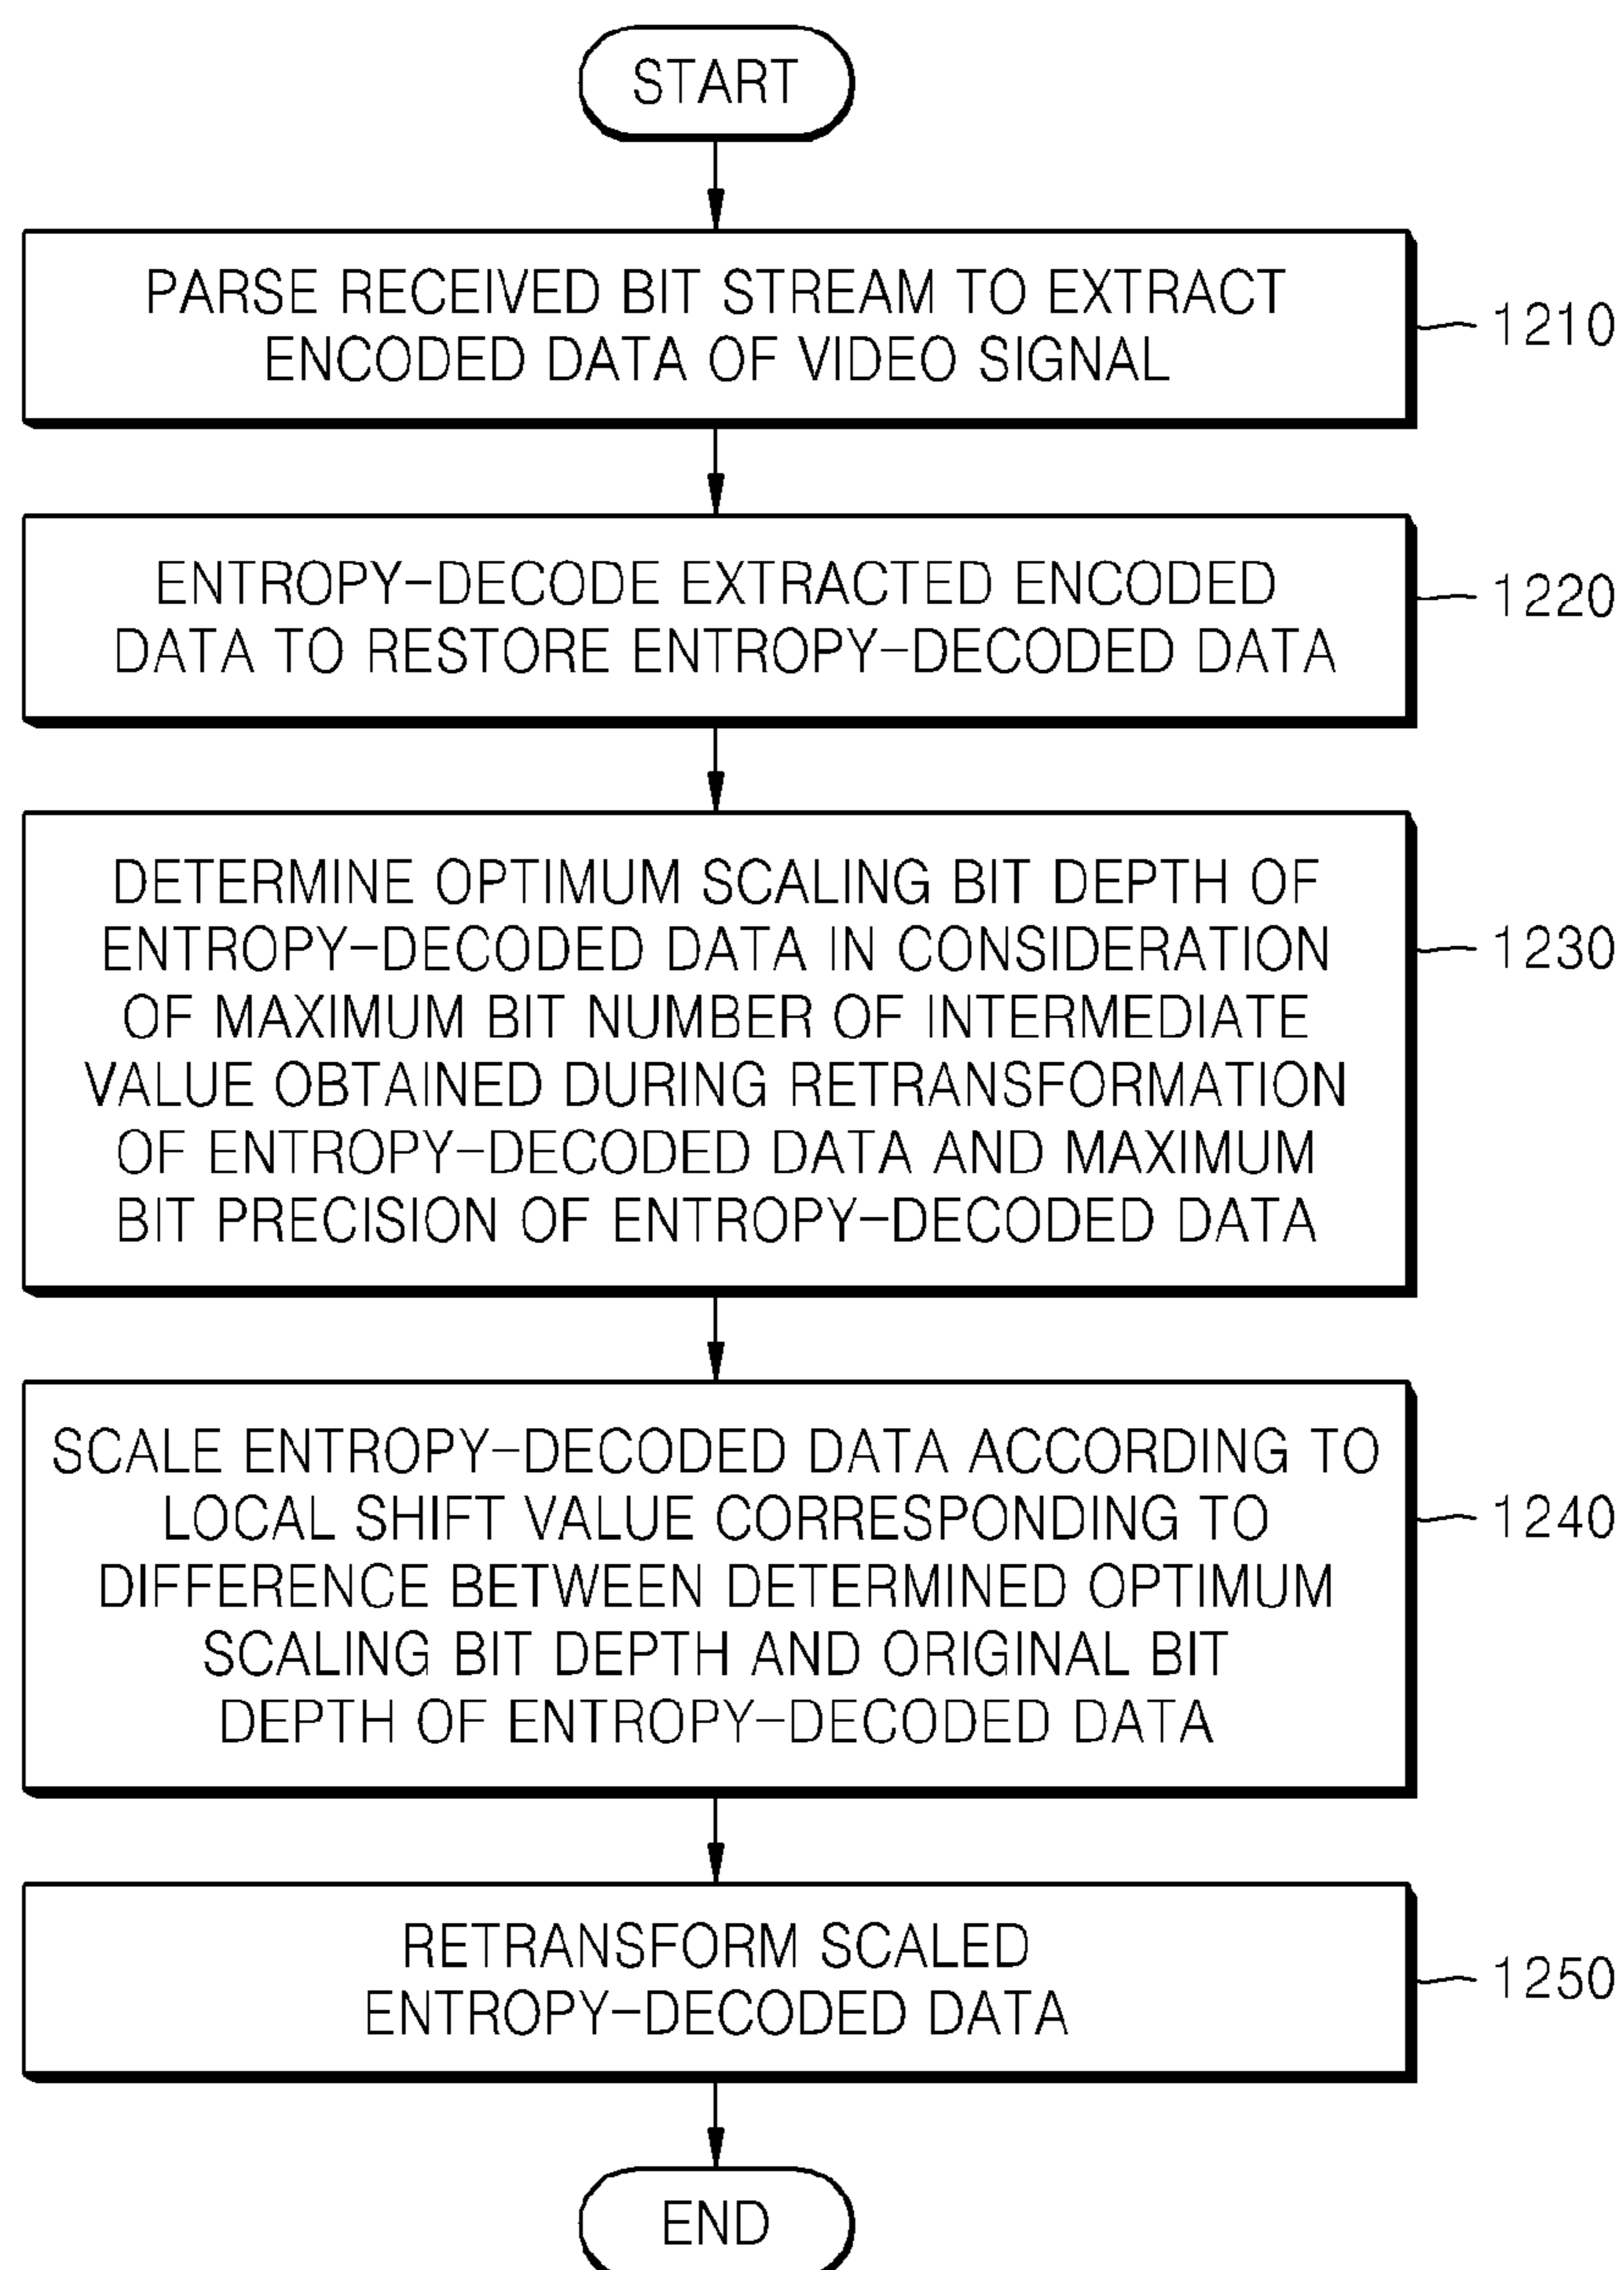 START
PARSE RECEIVED BIT STREAM TO EXTRACT
ENCODED DATA OF VIDEO SIGNAL
1210
ENTROPY-DECODE EXTRACTED ENCODED
DATA TO RESTORE ENTROPY-DECODED DATA
1220
DETERMINE OPTIMUM SCALING BIT DEPTH OF
ENTROPY-DECODED DATA IN CONSIDERATION
OF MAXIMUM BIT NUMBER OF INTERMEDIATE
VALUE OBTAINED DURING RETRANSFORMATION
OF ENTROPY-DECODED DATA AND MAXIMUM
BIT PRECISION OF ENTROPY-DECODED DATA
1230
SCALE ENTROPY-DECODED DATA ACCORDING TO
LOCAL SHIFT VALUE CORRESPONDING TO
DIFFERENCE BETWEEN DETERMINED OPTIMUM
SCALING BIT DEPTH AND ORIGINAL BIT
DEPTH OF ENTROPY-DECODED DATA
1240
RETRANSFORM SCALED
ENTROPY-DECODED DATA
1250
END